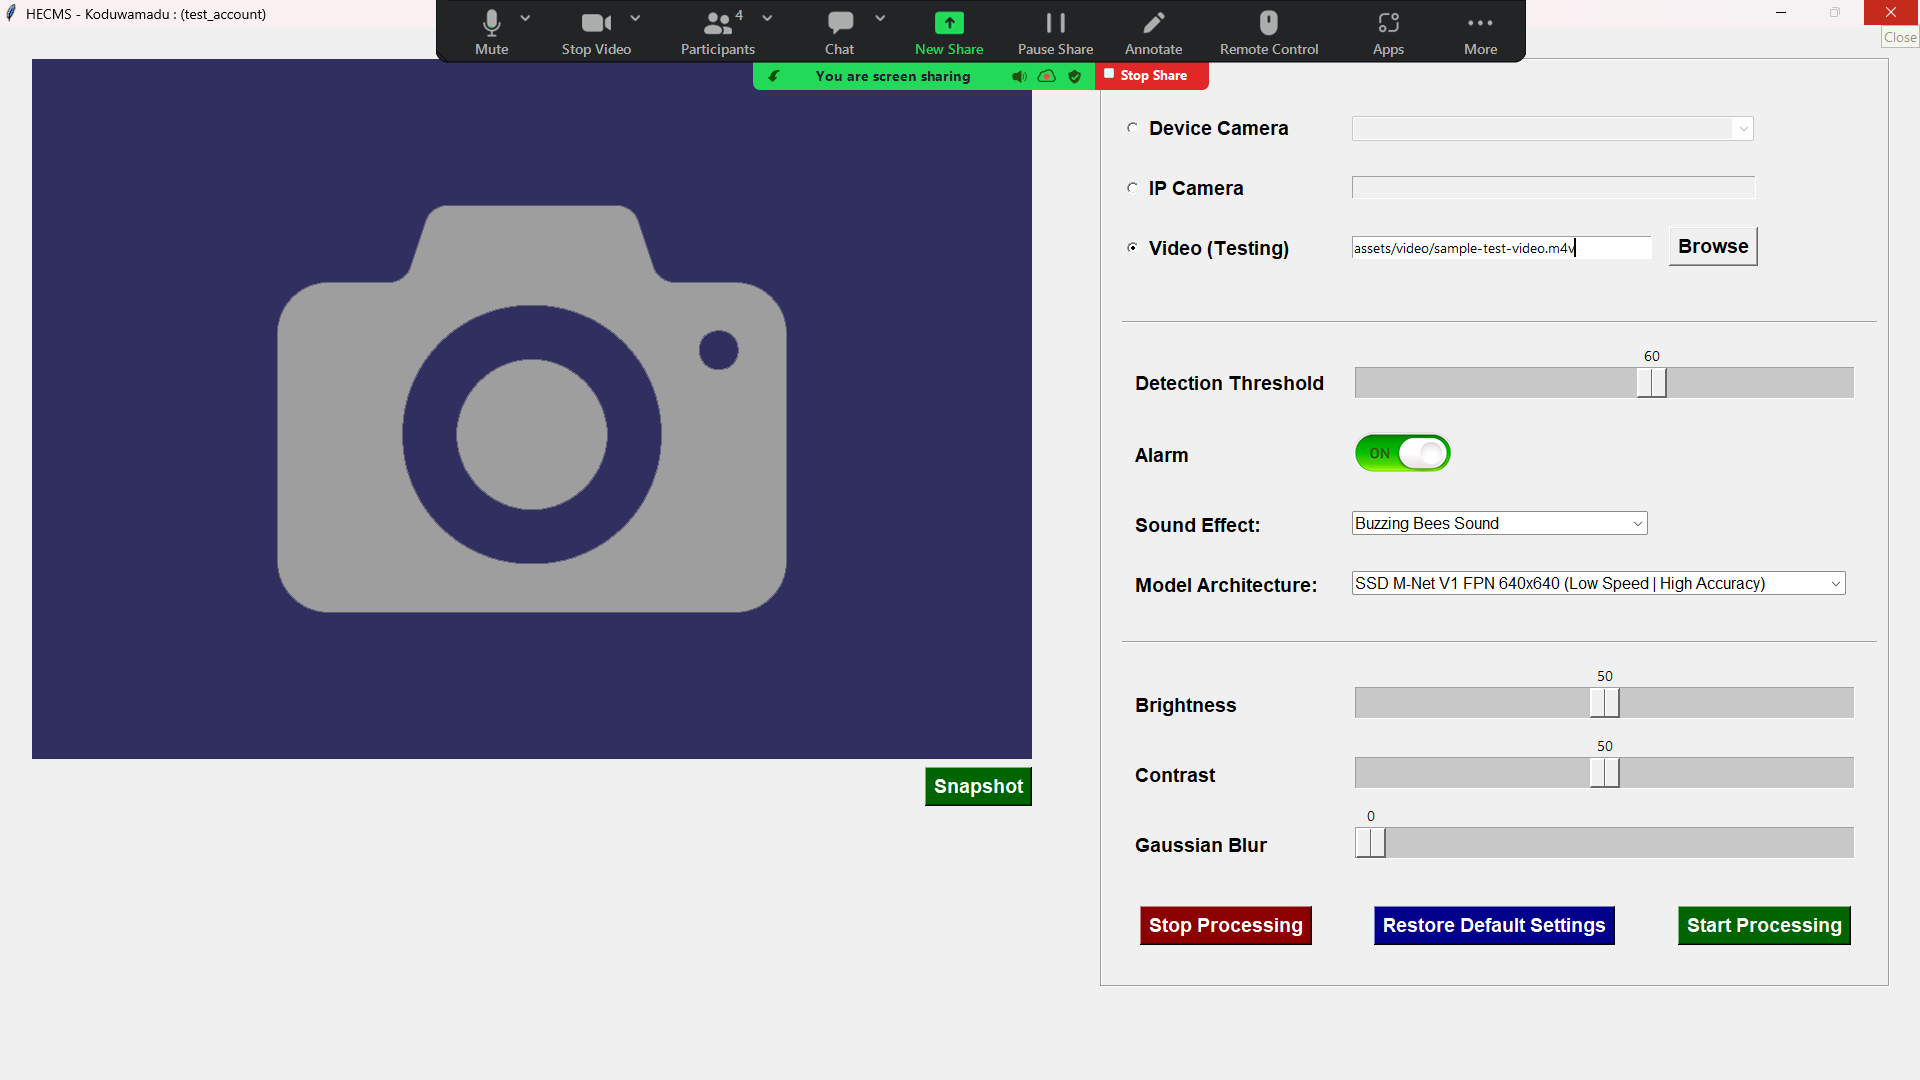 HECMS - Koduwamadu : (test_account)
Mute
Stop Video
4
Participants
Chat
New Share
Pause Share
Annotate
Remote Control
Apps
More
Close
You are screen sharing
Stop Share
Device Camera
IP Camera
Video (Testing)
assets/video/sample-test-video.m4v
Browse
60
Detection Threshold
Alarm
ON
Sound Effect:
Buzzing Bees Sound
Model Architecture:
SSD M-Net V1 FPN 640x640 (Low Speed | High Accuracy)
50
Brightness
50
Contrast
0
Gaussian Blur
Snapshot
Stop Processing
Restore Default Settings
Start Processing